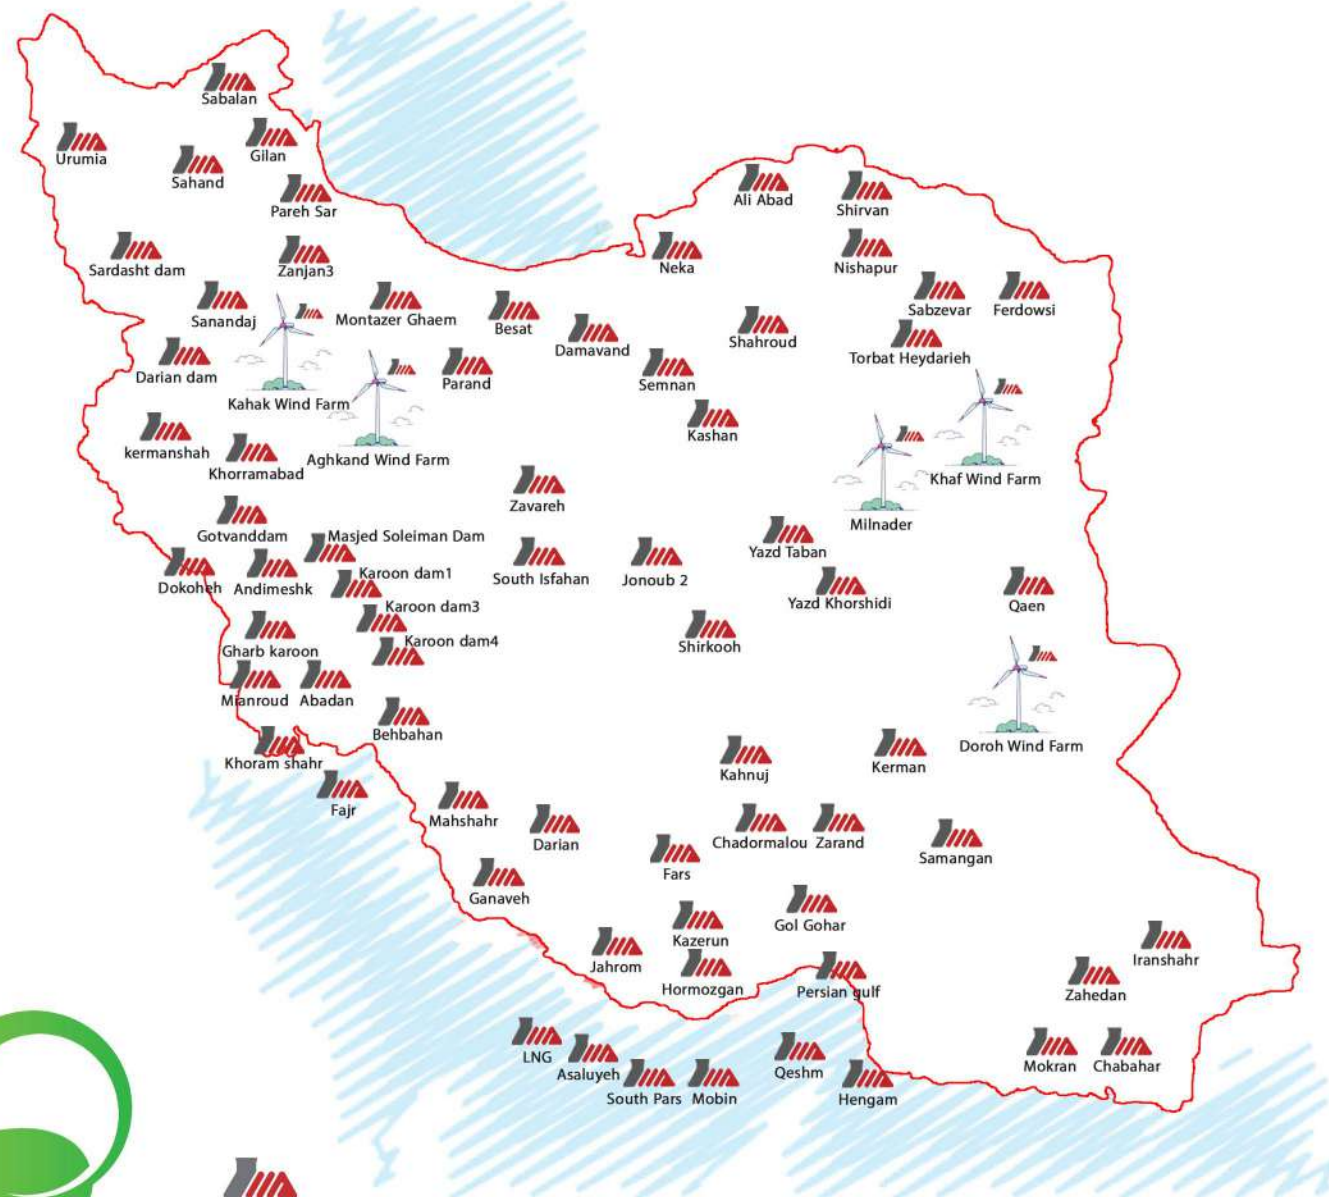 Sabalan
Urumia
Gilan
Sahand
Pareh Sar
Ali Abad
Shirvan
Sardasht dam
Zanjan3
Neka
Nishapur
Sanandaj
Montazer Ghaem
Besat
Damavand
Shahroud
Sabzevar
Ferdowsi
Torbat Heydarieh
Darian dam
Parand
Semnan
Kahak Wind Farm
Kashan
kermanshah
Khorramabad
Aghkand Wind Farm
Khaf Wind Farm
Zavareh
Milnader
Gotvanddam
Masjed Soleiman Dam
Yazd Taban
Dokoheh
Andimeshk
Karoon dam1
South Isfahan
Jonoub 2
Yazd Khorshidi
Qaen
Karoon dam3
Gharb karoon
Karoon dam4
Shirkooh
Mianroud
Abadan
Behbahan
Doroh Wind Farm
Khoram shahr
Kahnuj
Kerman
Fajr
Mahshahr
Darian
Chadormalou
Zarand
Samangan
Fars
Ganaveh
Gol Gohar
Kazerun
Jahrom
Iranshahr
Hormozgan
Persian gulf
Zahedan
LNG
Asaluyeh
Qeshm
Mokran
Chabahar
South Pars
Mobin
Hengam